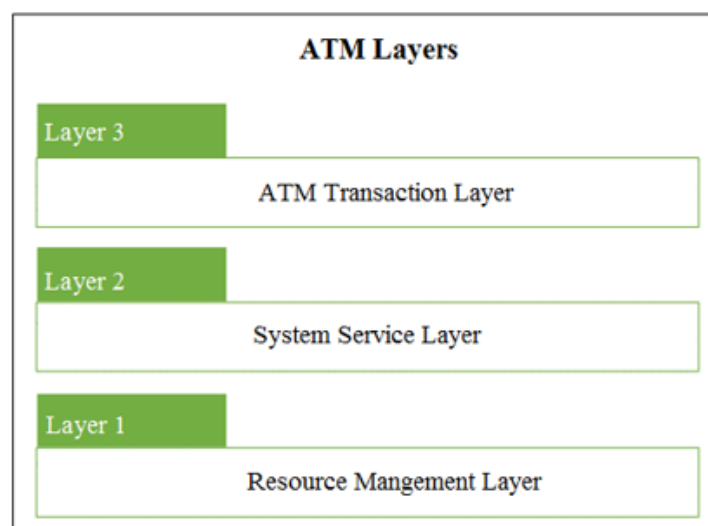 ATM Layers
Layer 3
ATM Transaction Layer
Layer 2
System Service Layer
Layer 1
Resource Mangement Layer